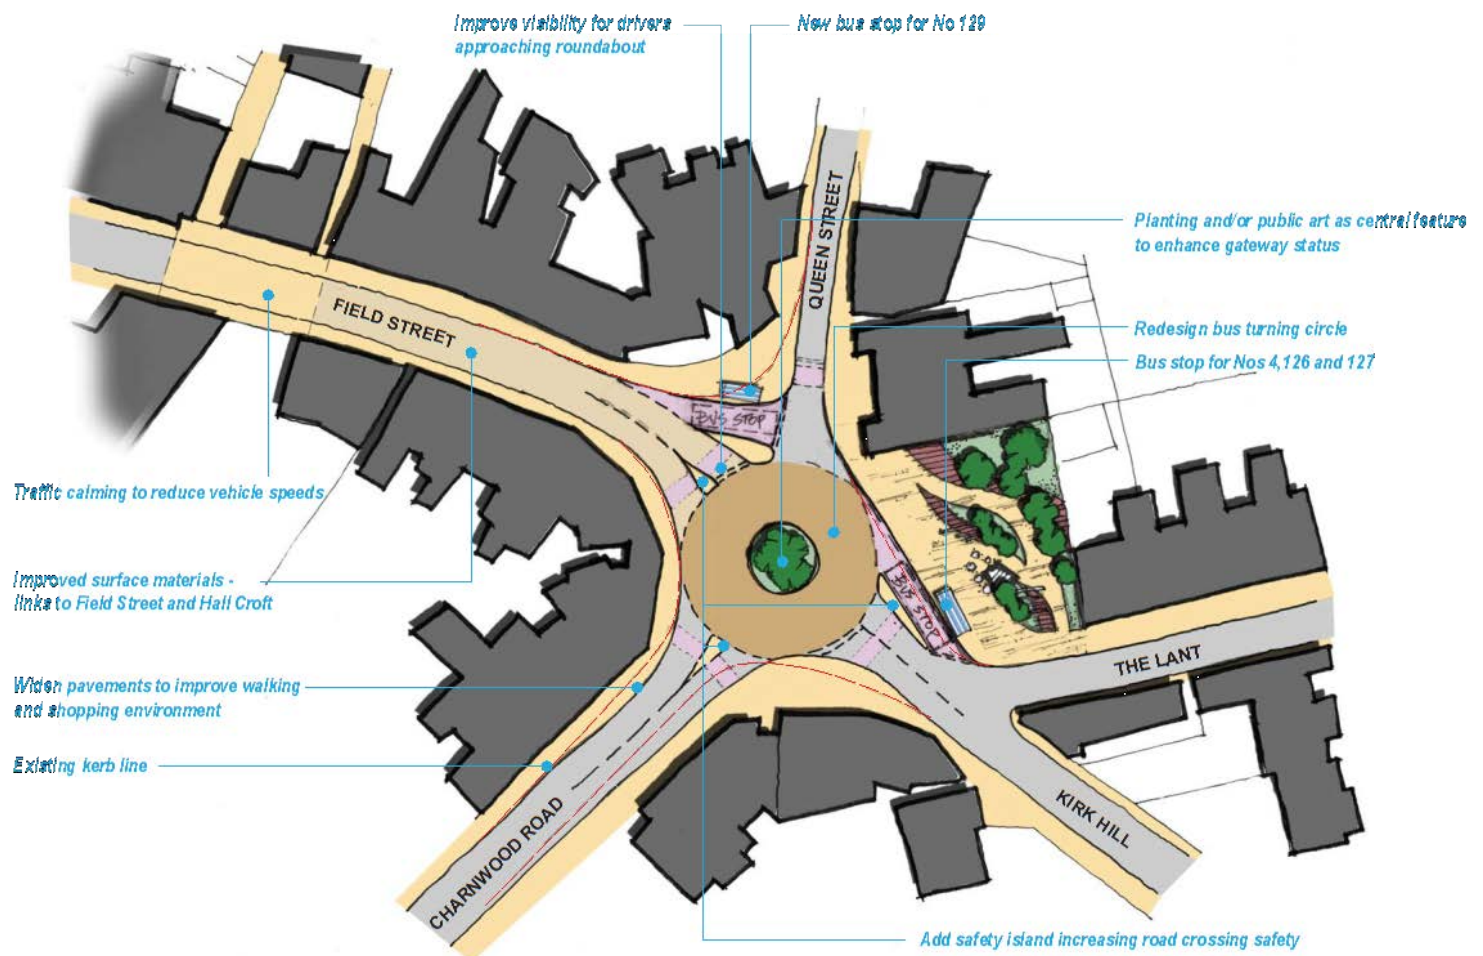 Improve visibility for drivers
approaching roundabout
New bus stop for No 129
Planting and/or public art as central feature
to enhance gateway status
QUEEN STREET
FIELD STREET
Redesign bus turning circle
Bus stop for Nos 4,126 and 127
BUS STOP
Traffic calming to reduce vehicle speeds
Improved surface materials -
links to Field Street and Hall Croft
BUS STOP
THE LANT
Widen pavements to improve walking
and shopping environment
Existing kerb line
CHARNWOOD ROAD
KIRK HILL
Add safety island increasing road crossing safety